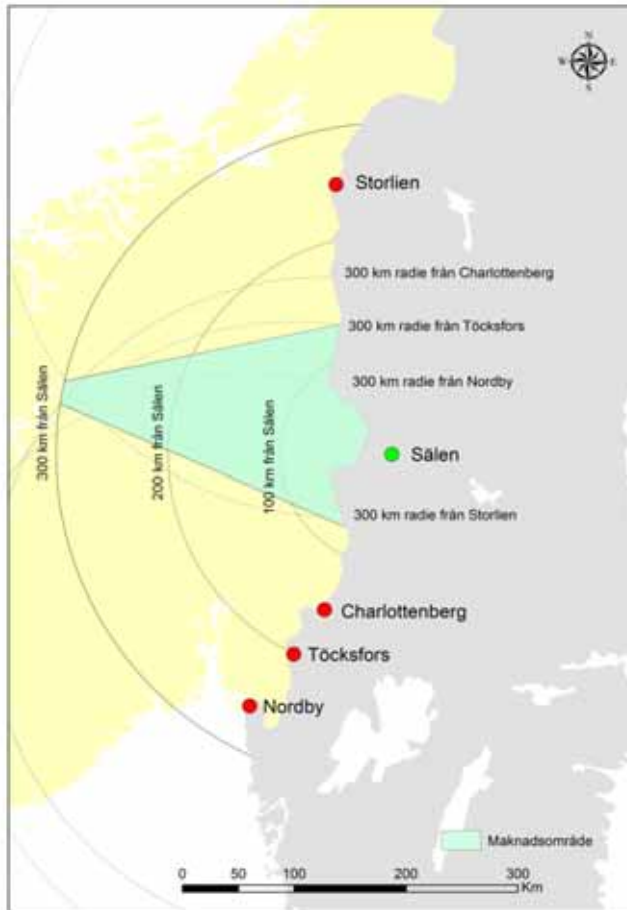 N
W E
S
Storlien
300 km radie från Charlottenberg
300 km radie från Töcksfors
300 km radie från Nordby
300 km från Sälen
200 km från Sälen
100 km från Sälen
Sälen
300 km radie från Storlien
Charlottenberg
Töcksfors
Nordby
Maknadsområde
0 50 100 200 300
Km